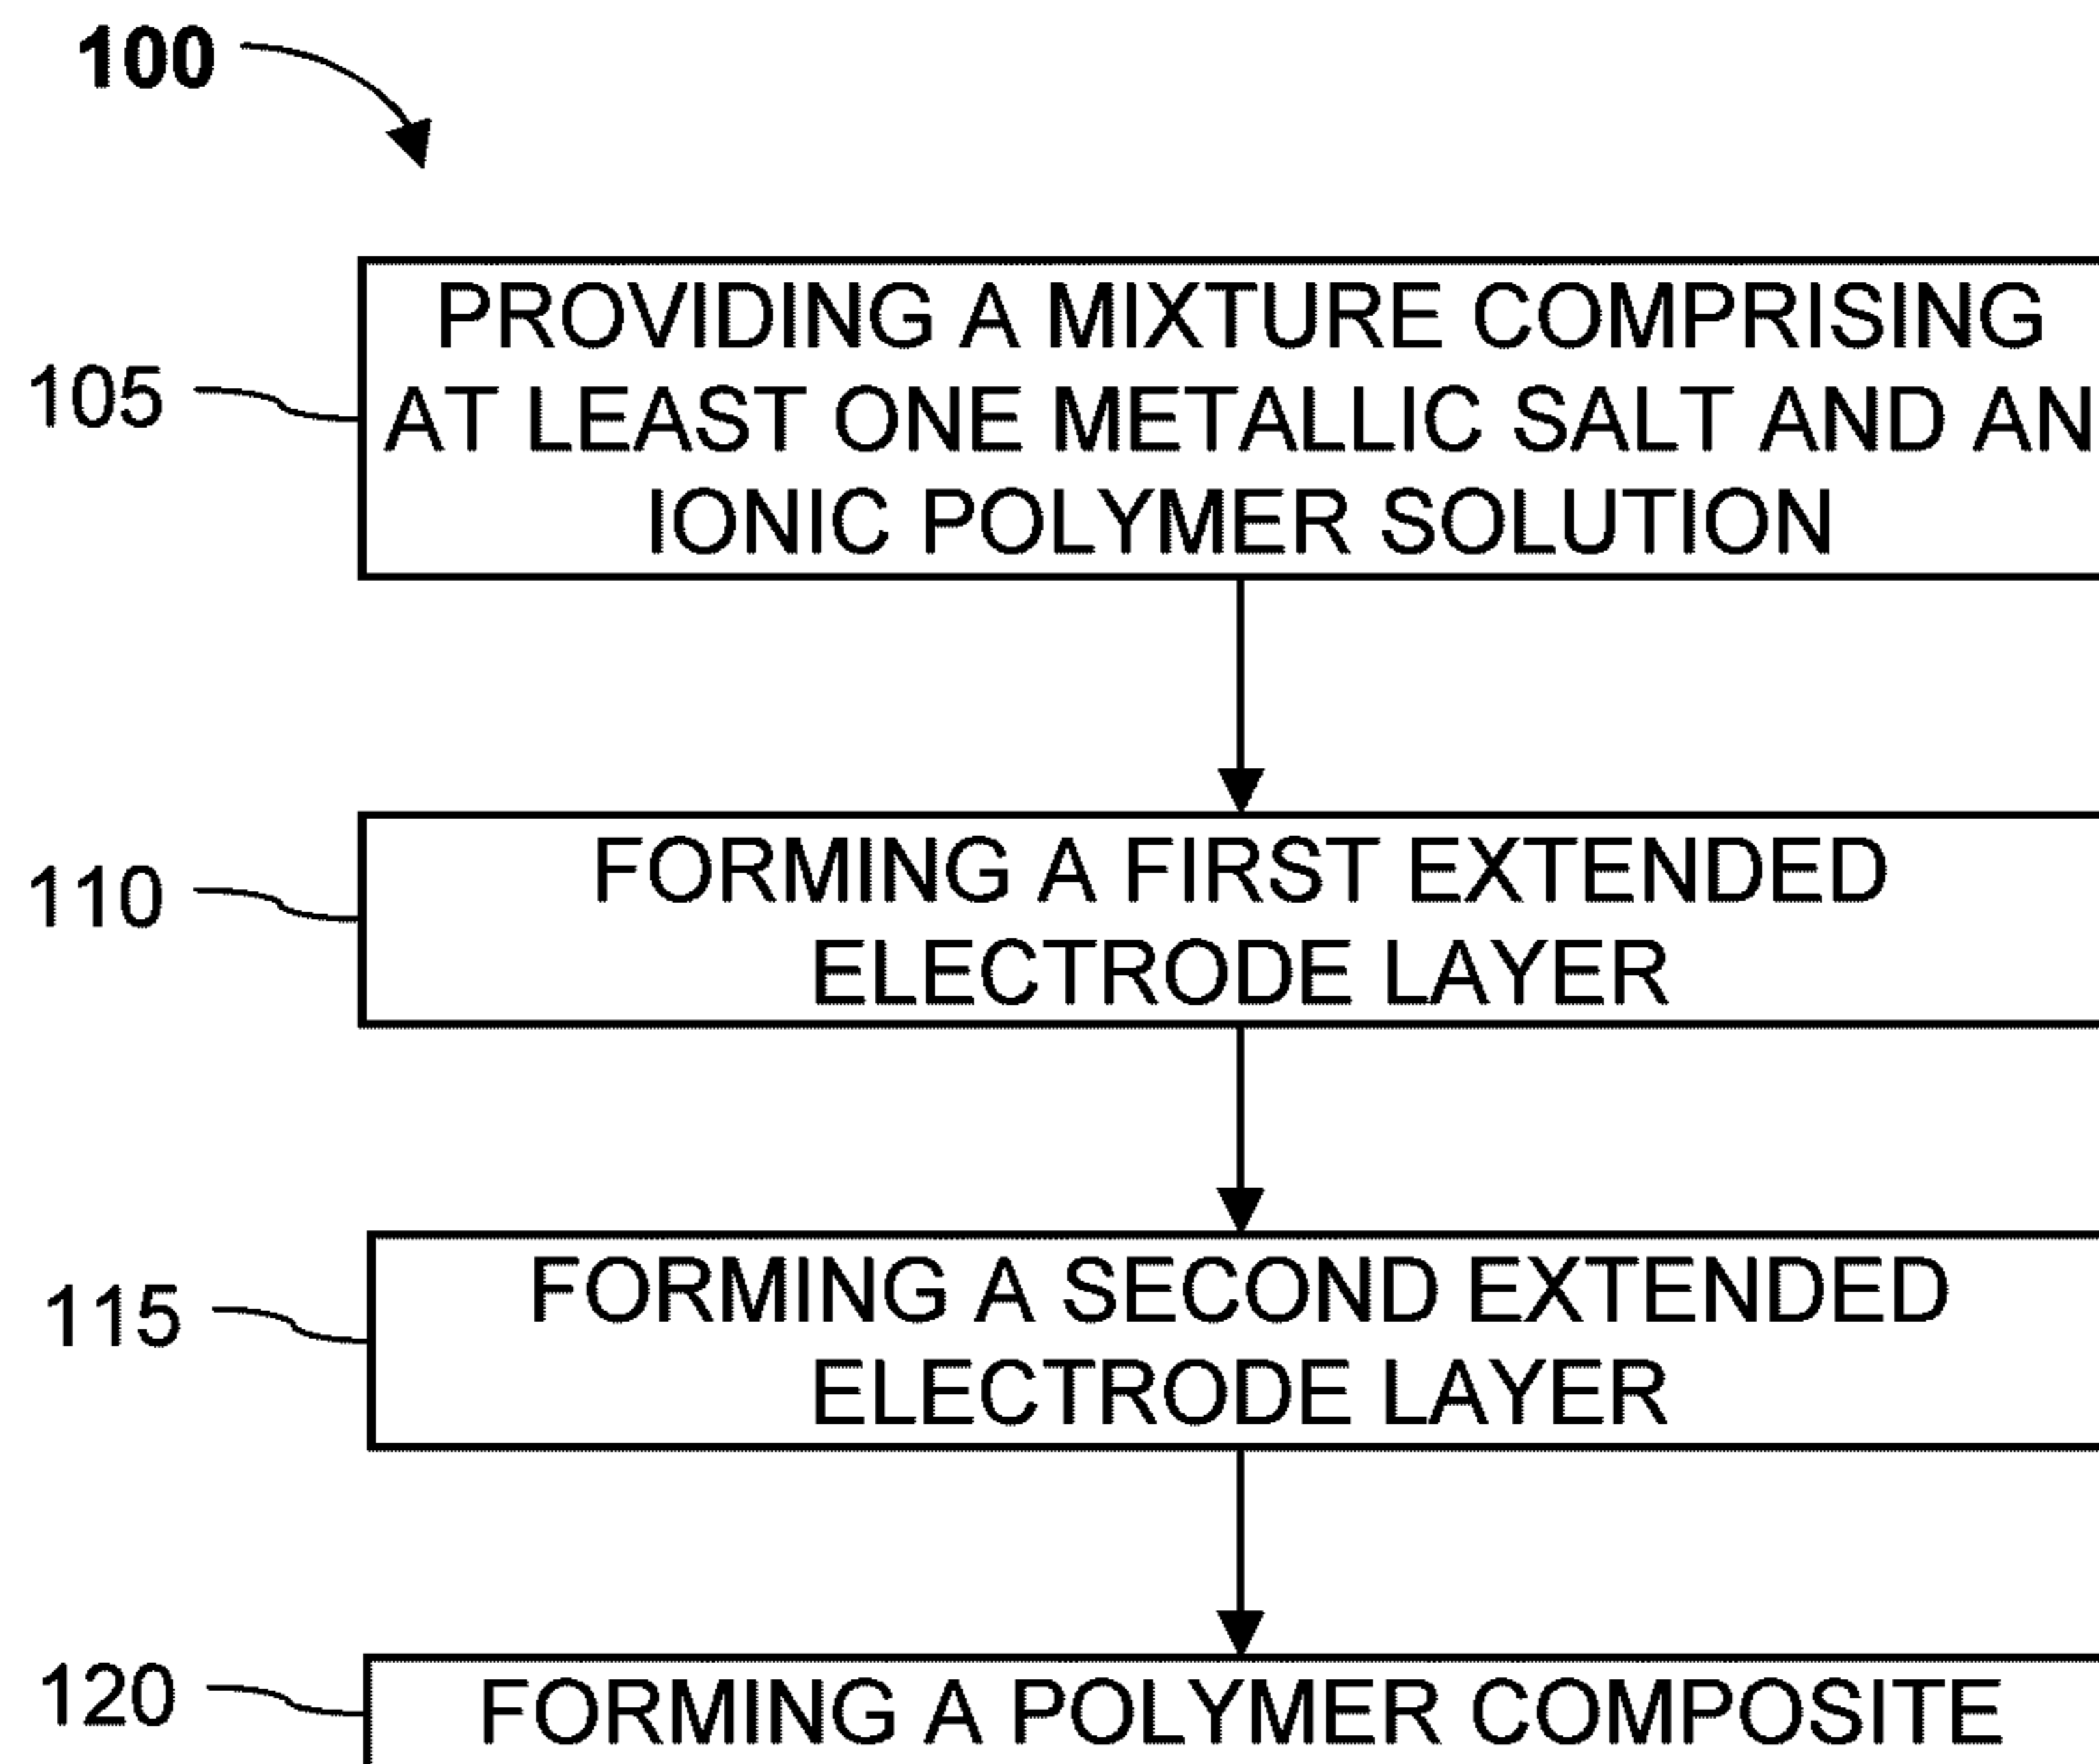 100
105
PROVIDING A MIXTURE COMPRISING
AT LEAST ONE METALLIC SALT AND AN
IONIC POLYMER SOLUTION
110
FORMING A FIRST EXTENDED
ELECTRODE LAYER
115
FORMING A SECOND EXTENDED
ELECTRODE LAYER
120
FORMING A POLYMER COMPOSITE